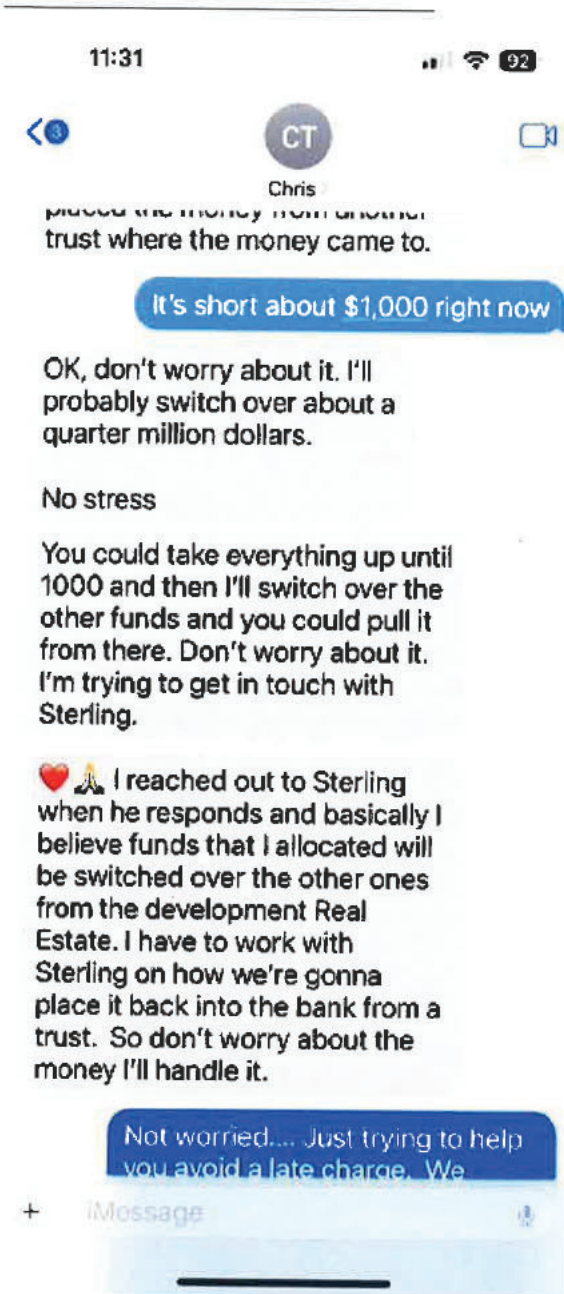 11:31
92
3
CT
Chris
placed the money from another
trust where the money came to.
It's short about $1,000 right now
OK, don't worry about it. I'll
probably switch over about a
quarter million dollars.
No stress
You could take everything up until
1000 and then I'll switch over the
other funds and you could pull it
from there. Don't worry about it.
I'm trying to get in touch with
Sterling.
❤️🙏 I reached out to Sterling
when he responds and basically I
believe funds that I allocated will
be switched over the other ones
from the development Real
Estate. I have to work with
Sterling on how we're gonna
place it back into the bank from a
trust. So don't worry about the
money I'll handle it.
Not worried.... Just trying to help
you avoid a late charge. We
+ iMessage